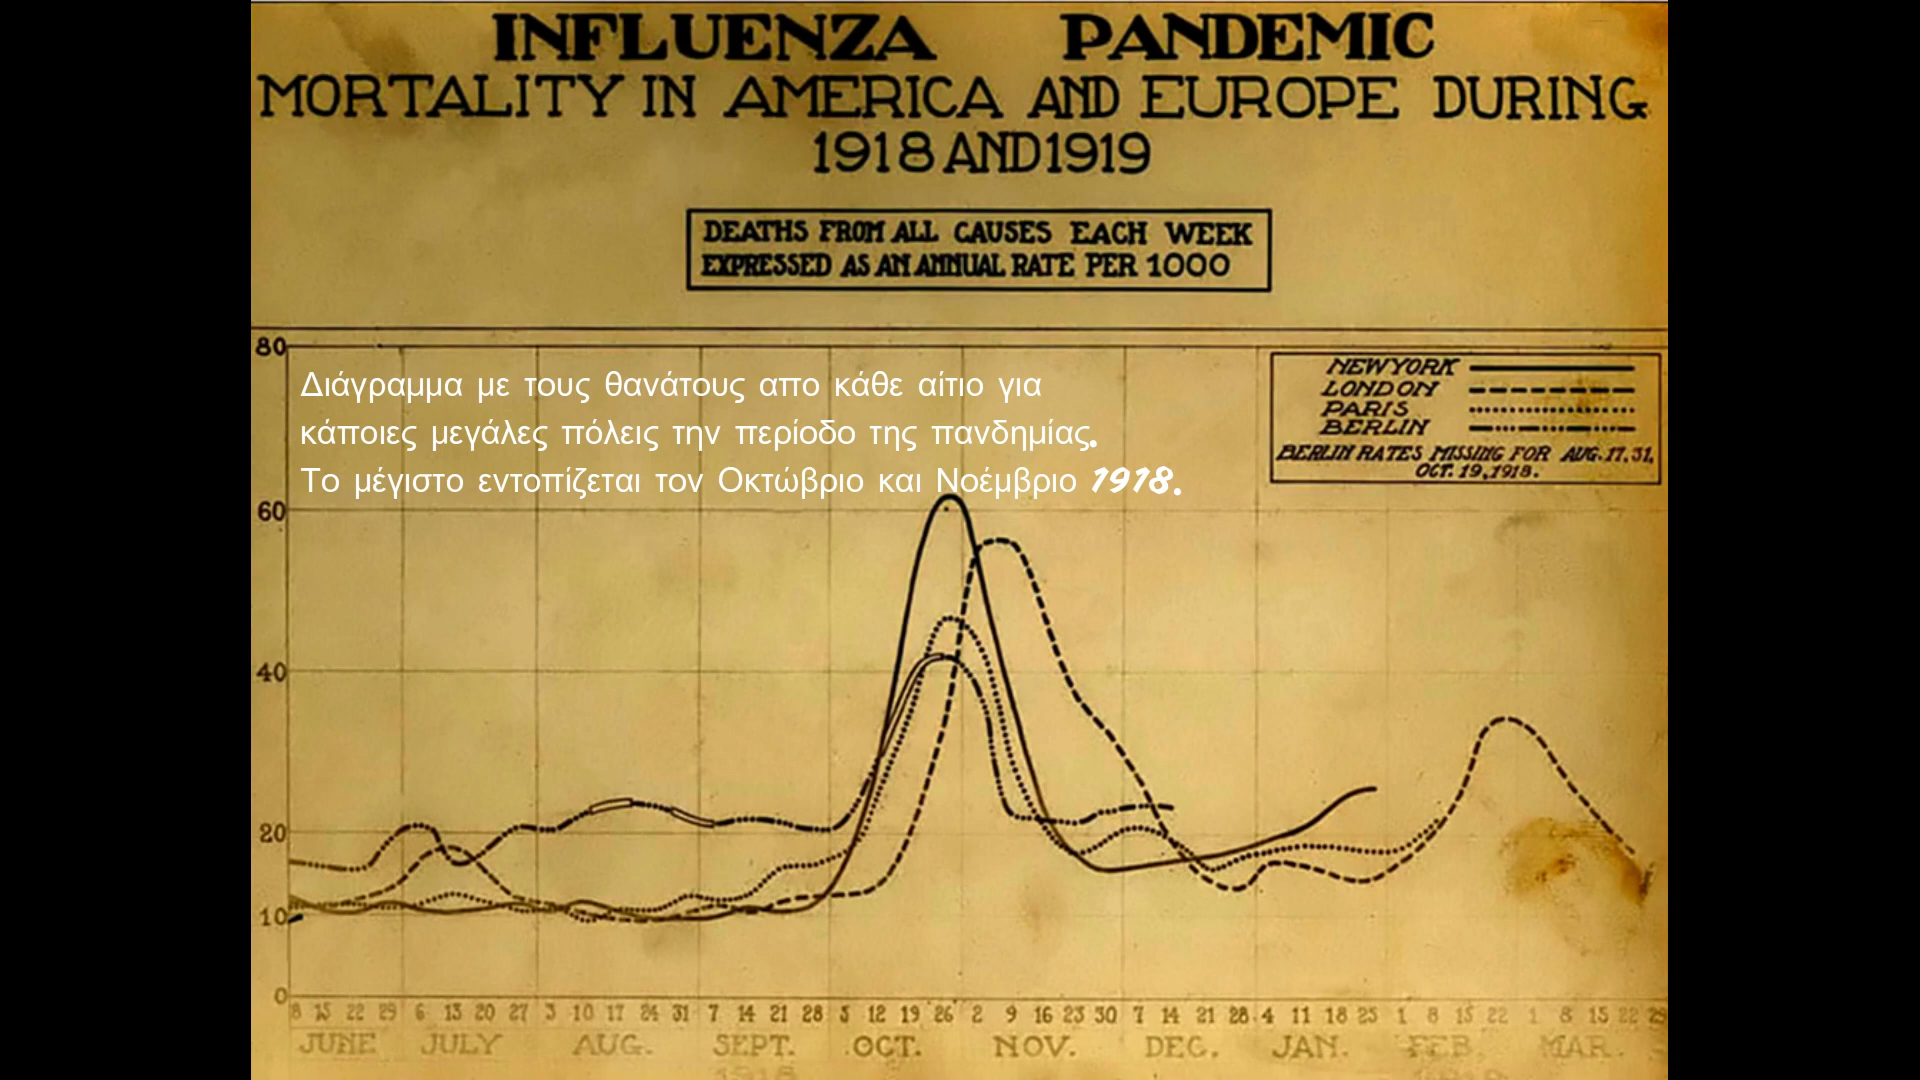 INFLUENZA PANDEMIC
MORTALITY IN AMERICA AND EUROPE DURING
1918 AND 1919
DEATHS FROM ALL CAUSES EACH WEEK
EXPRESSED AS AN ANNUAL RATE PER 1000
Διάγραμμα με τους θανάτους απο κάθε αίτιο για
κάποιες μεγάλες πόλεις την περίοδο της πανδημίας.
Το μέγιστο εντοπίζεται τον Οκτώβριο και Νοέμβριο 1918.
NEW YORK
LONDON
PARIS
BERLIN
BERLIN RATES MISSING FOR AUG. 17, 31,
OCT. 19, 1918.
80
60
40
20
10
0
8 15 22 29 6 13 20 27 3 10 17 24 31 7 14 21 28 5 12 19 26 2 9 16 23 30 7 14 21 28 4 11 18 25 1 8 15 22 1 8 15 22 29
JUNE JULY AUG. SEPT. OCT. NOV. DEC. JAN. FEB. MAR.
1918